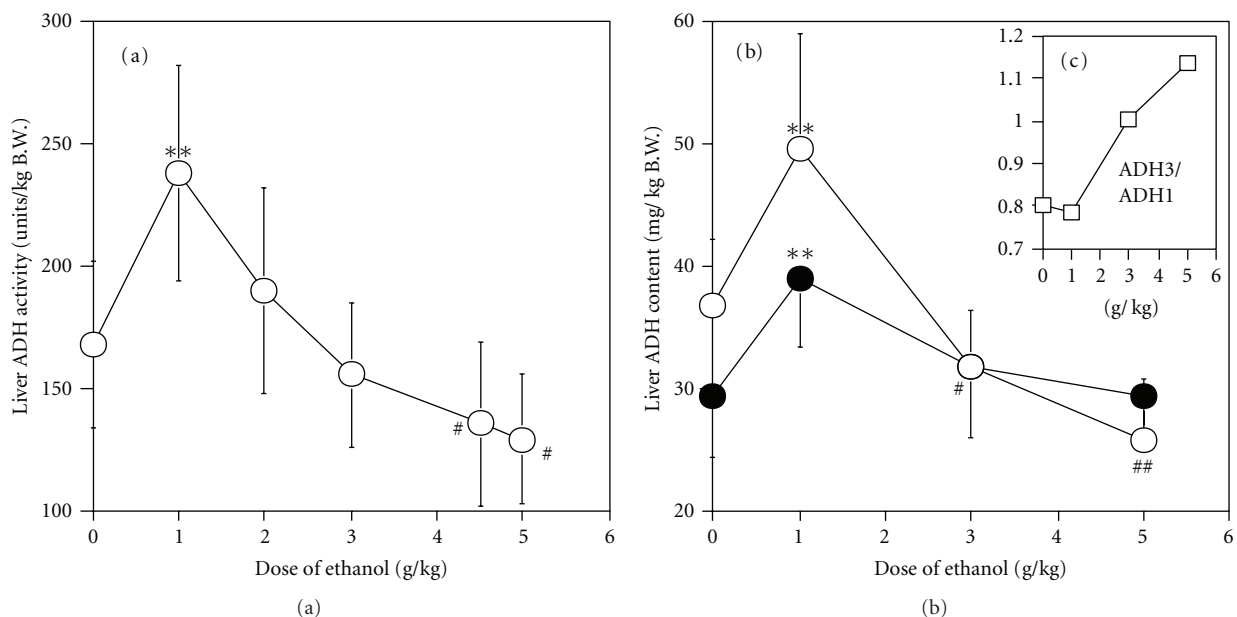 (a)
Liver ADH activity (units/kg B.W.)
300
250
200
150
100
**
#
#
0 1 2 3 4 5 6
Dose of ethanol (g/kg)
(a)
(b)
Liver ADH content (mg/ kg B.W.)
60
50
40
30
20
**
**
#
##
0 1 2 3 4 5 6
Dose of ethanol (g/kg)
(c)
1.2
1.1
1
0.9
0.8
0.7
ADH3/
ADH1
0 1 2 3 4 5 6
(g/ kg)
(b)